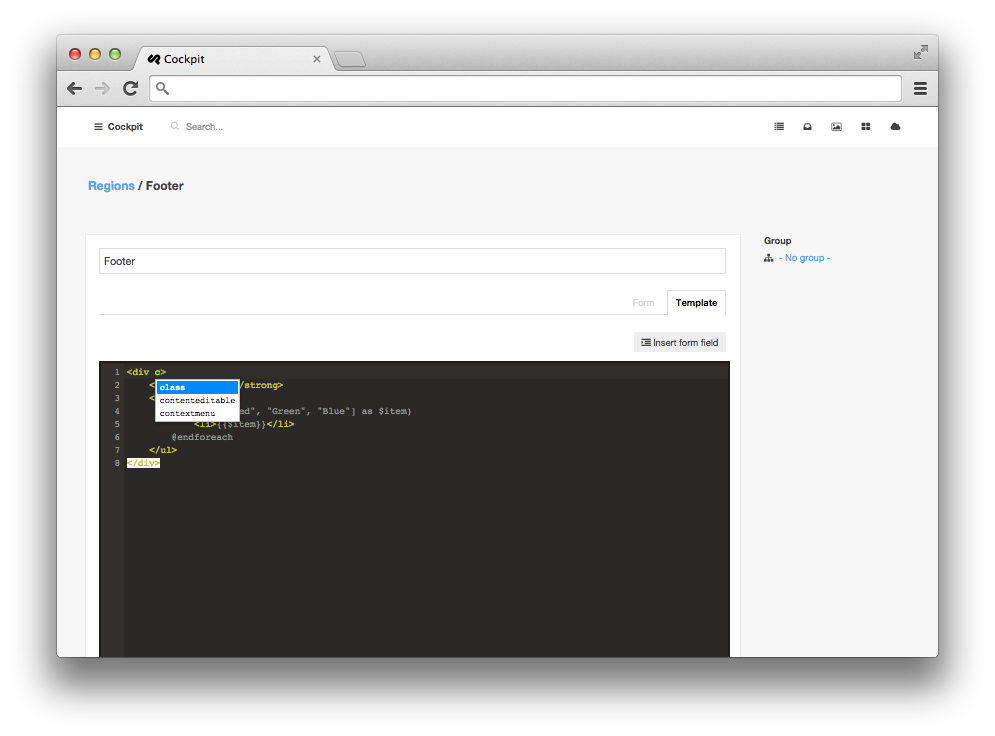 Cockpit
Cockpit Search...
Regions / Footer
Group
- No group -
Footer
Form Template
Insert form field
1 <div c>
2 < /strong>
class
3 <
contenteditable
4 ed", "Green", "Blue"] as $item)
contextmenu
5 <li>{{$item}}</li>
6 @endforeach
7 </ul>
8 </div>